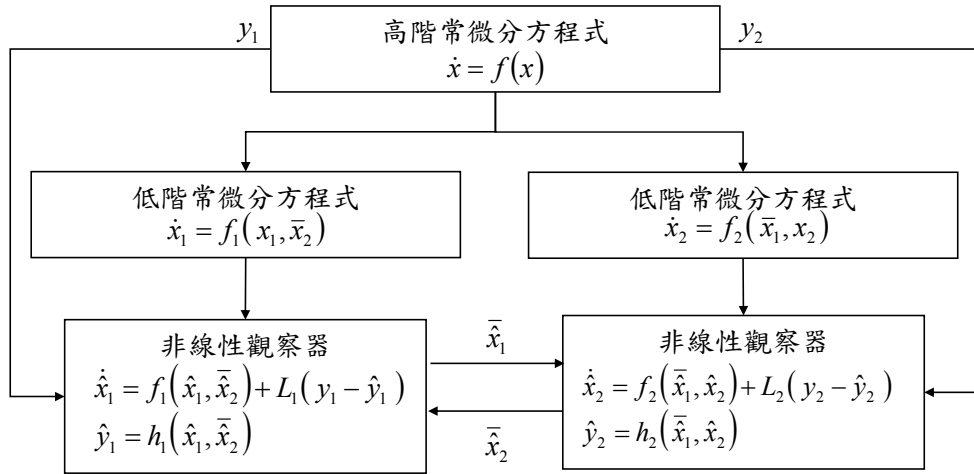 y₁
高階常微分方程式
y₂
ẋ = f(x)
低階常微分方程式
ẋ₁ = f₁(x₁, x̄₂)
低階常微分方程式
ẋ₂ = f₂(x̄₁, x₂)
非線性觀察器
x̂̇₁ = f₁(x̂₁, x̂̄₂) + L₁(y₁ − ŷ₁)
ŷ₁ = h₁(x̂₁, x̂̄₂)
x̂̄₁
x̂̄₂
非線性觀察器
x̂̇₂ = f₂(x̂̄₁, x̂₂) + L₂(y₂ − ŷ₂)
ŷ₂ = h₂(x̂̄₁, x̂₂)